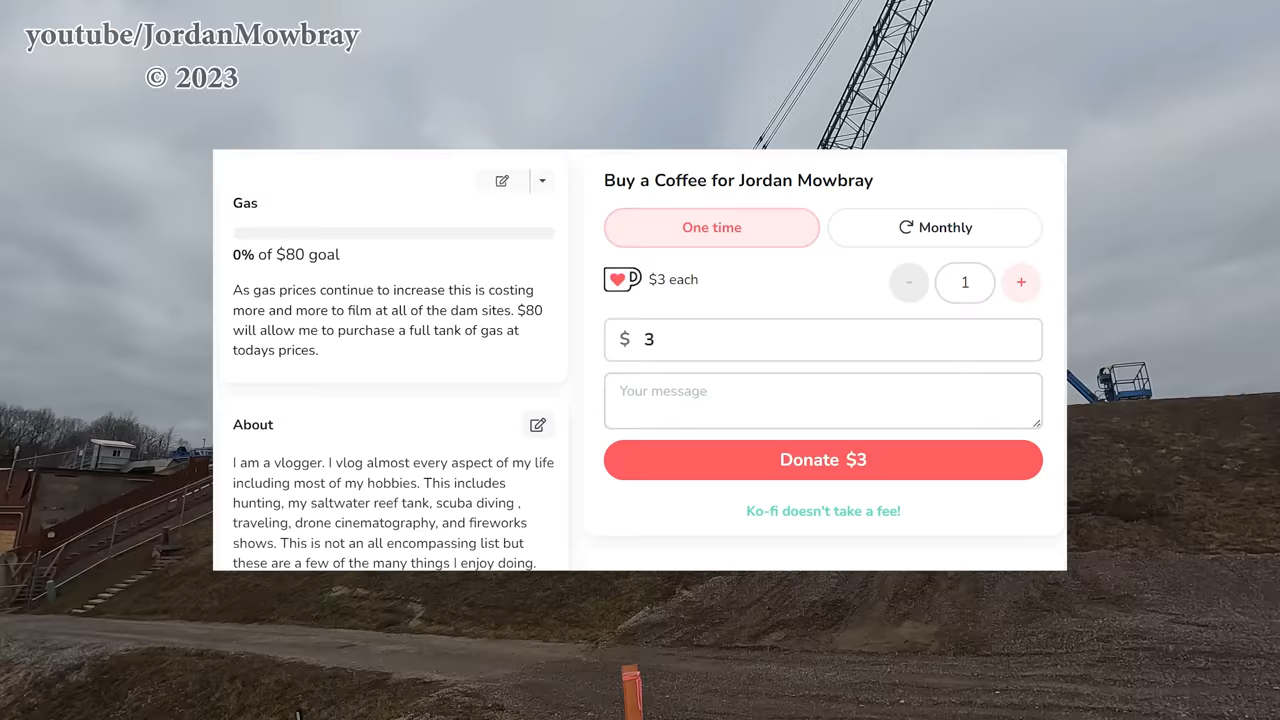 youtube/JordanMowbray
© 2023
Gas
0% of $80 goal
As gas prices continue to increase this is costing
more and more to film at all of the dam sites. $80
will allow me to purchase a full tank of gas at
todays prices.
About
I am a vlogger. I vlog almost every aspect of my life
including most of my hobbies. This includes
hunting, my saltwater reef tank, scuba diving ,
traveling, drone cinematography, and fireworks
shows. This is not an all encompassing list but
these are a few of the many things I enjoy doing.
Buy a Coffee for Jordan Mowbray
One time
Monthly
D
$3 each
- 1 +
$ 3
Your message
Donate $3
Ko-fi doesn't take a fee!